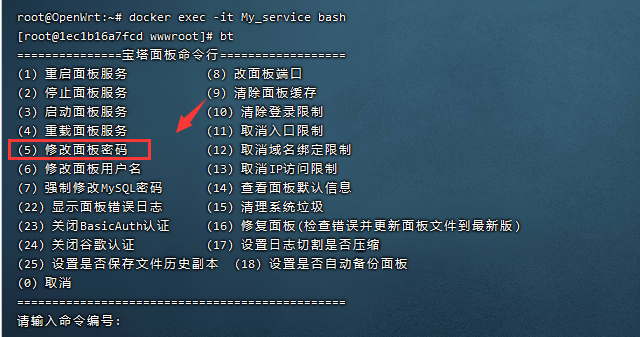 root@OpenWrt:~# docker exec -it My_service bash
[root@1ec1b16a7fcd wwwroot]# bt
===============宝塔面板命令行==================
(1) 重启面板服务 (8) 改面板端口
(2) 停止面板服务 (9) 清除面板缓存
(3) 启动面板服务 (10) 清除登录限制
(4) 重载面板服务 (11) 取消入口限制
(5) 修改面板密码 (12) 取消域名绑定限制
(6) 修改面板用户名 (13) 取消IP访问限制
(7) 强制修改MySQL密码 (14) 查看面板默认信息
(22) 显示面板错误日志 (15) 清理系统垃圾
(23) 关闭BasicAuth认证 (16) 修复面板(检查错误并更新面板文件到最新版)
(24) 关闭谷歌认证 (17) 设置日志切割是否压缩
(25) 设置是否保存文件历史副本 (18) 设置是否自动备份面板
(0) 取消
===============================================
请输入命令编号: